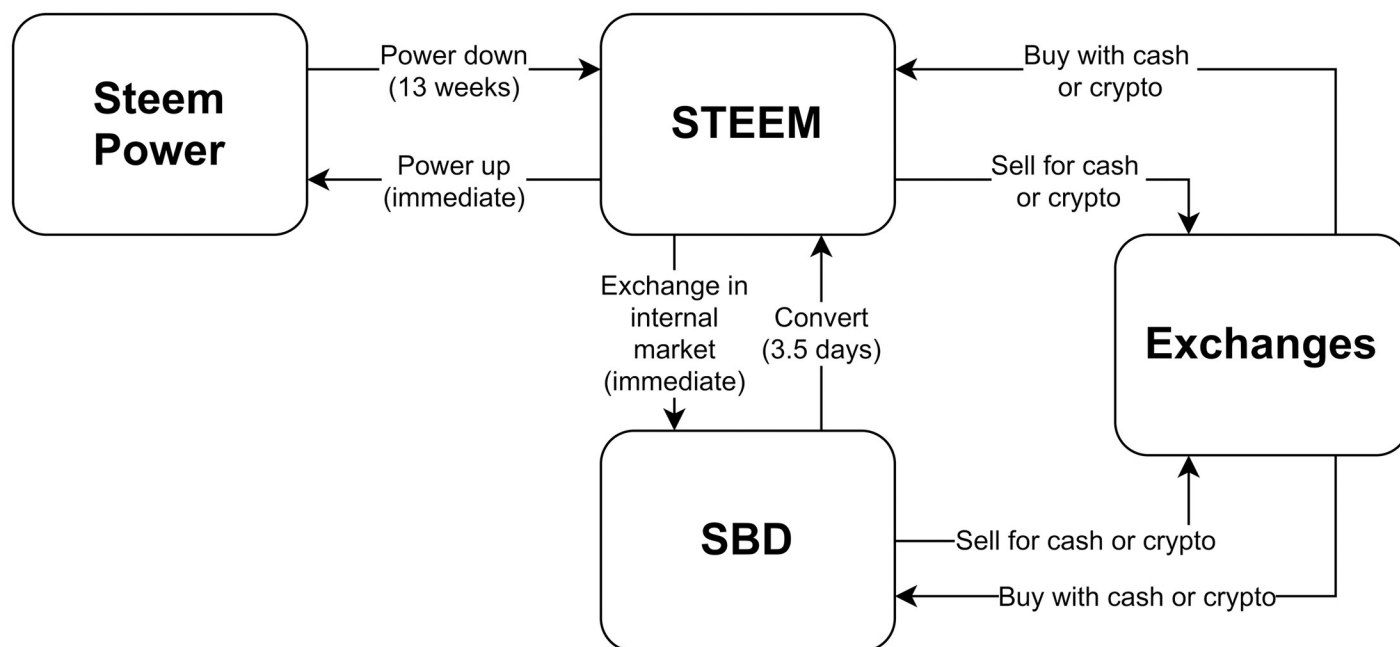 Steem
Power
Power down
(13 weeks)
Power up
(immediate)
STEEM
Buy with cash
or crypto
Sell for cash
or crypto
Exchange in
internal
market
(immediate)
Convert
(3.5 days)
Exchanges
SBD
Sell for cash or crypto
Buy with cash or crypto